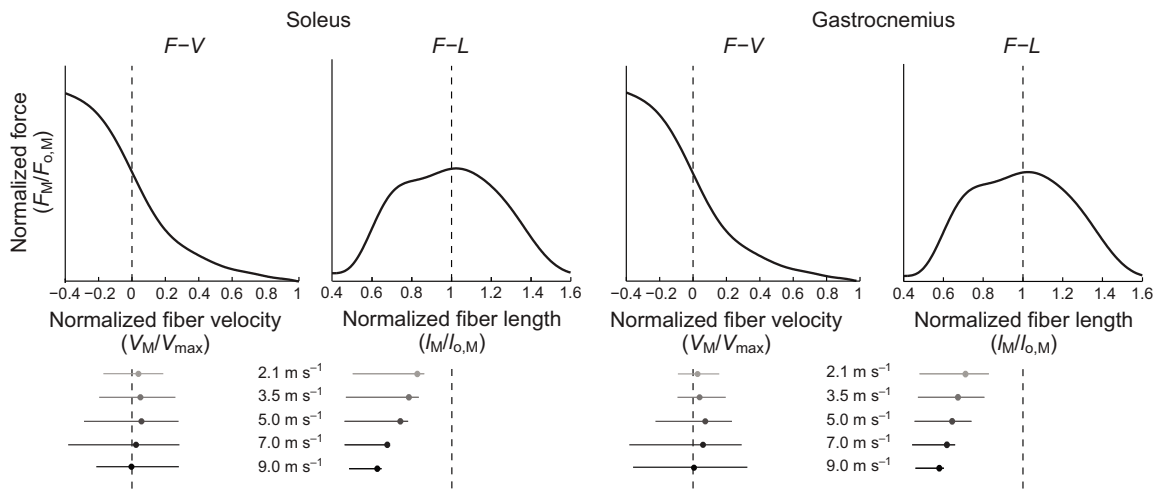 Soleus
Gastrocnemius
F−V
F−L
F−V
F−L
Normalized force
(F_M/F_o,M)
−0.4 −0.2 0 0.2 0.4 0.6 0.8 1
0.4 0.6 0.8 1 1.2 1.4 1.6
−0.4 −0.2 0 0.2 0.4 0.6 0.8 1
0.4 0.6 0.8 1 1.2 1.4 1.6
Normalized fiber velocity
(V_M/V_max)
Normalized fiber length
(l_M/l_o,M)
Normalized fiber velocity
(V_M/V_max)
Normalized fiber length
(l_M/l_o,M)
2.1 m s⁻¹
3.5 m s⁻¹
5.0 m s⁻¹
7.0 m s⁻¹
9.0 m s⁻¹
2.1 m s⁻¹
3.5 m s⁻¹
5.0 m s⁻¹
7.0 m s⁻¹
9.0 m s⁻¹